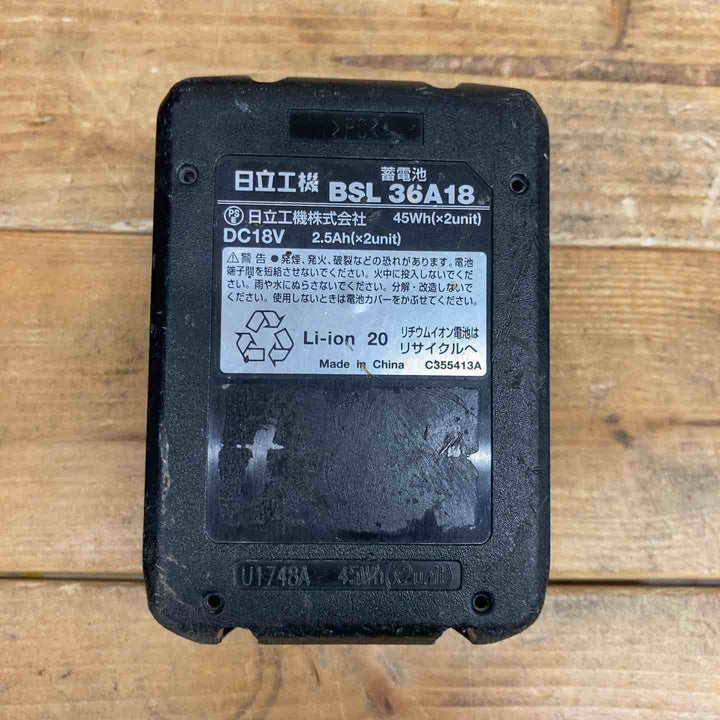 >PC<
蓄電池
日立工機 BSL 36A18
PSE 日立工機株式会社 45Wh(×2unit)
DC18V 2.5Ah(×2unit)
⚠警告 ●発煙、発火、破裂などの恐れがあります。電池
端子間を短絡させないでください。火中に投入しないでくだ
さい。雨や水にぬらさないでください。分解・改造しないで
ください。使用しないときは電池カバーをかぶせてください。
Li-ion 20 リチウムイオン電池は
リサイクルへ
Made in China C355413A
U1748A 45Wh(×2unit)